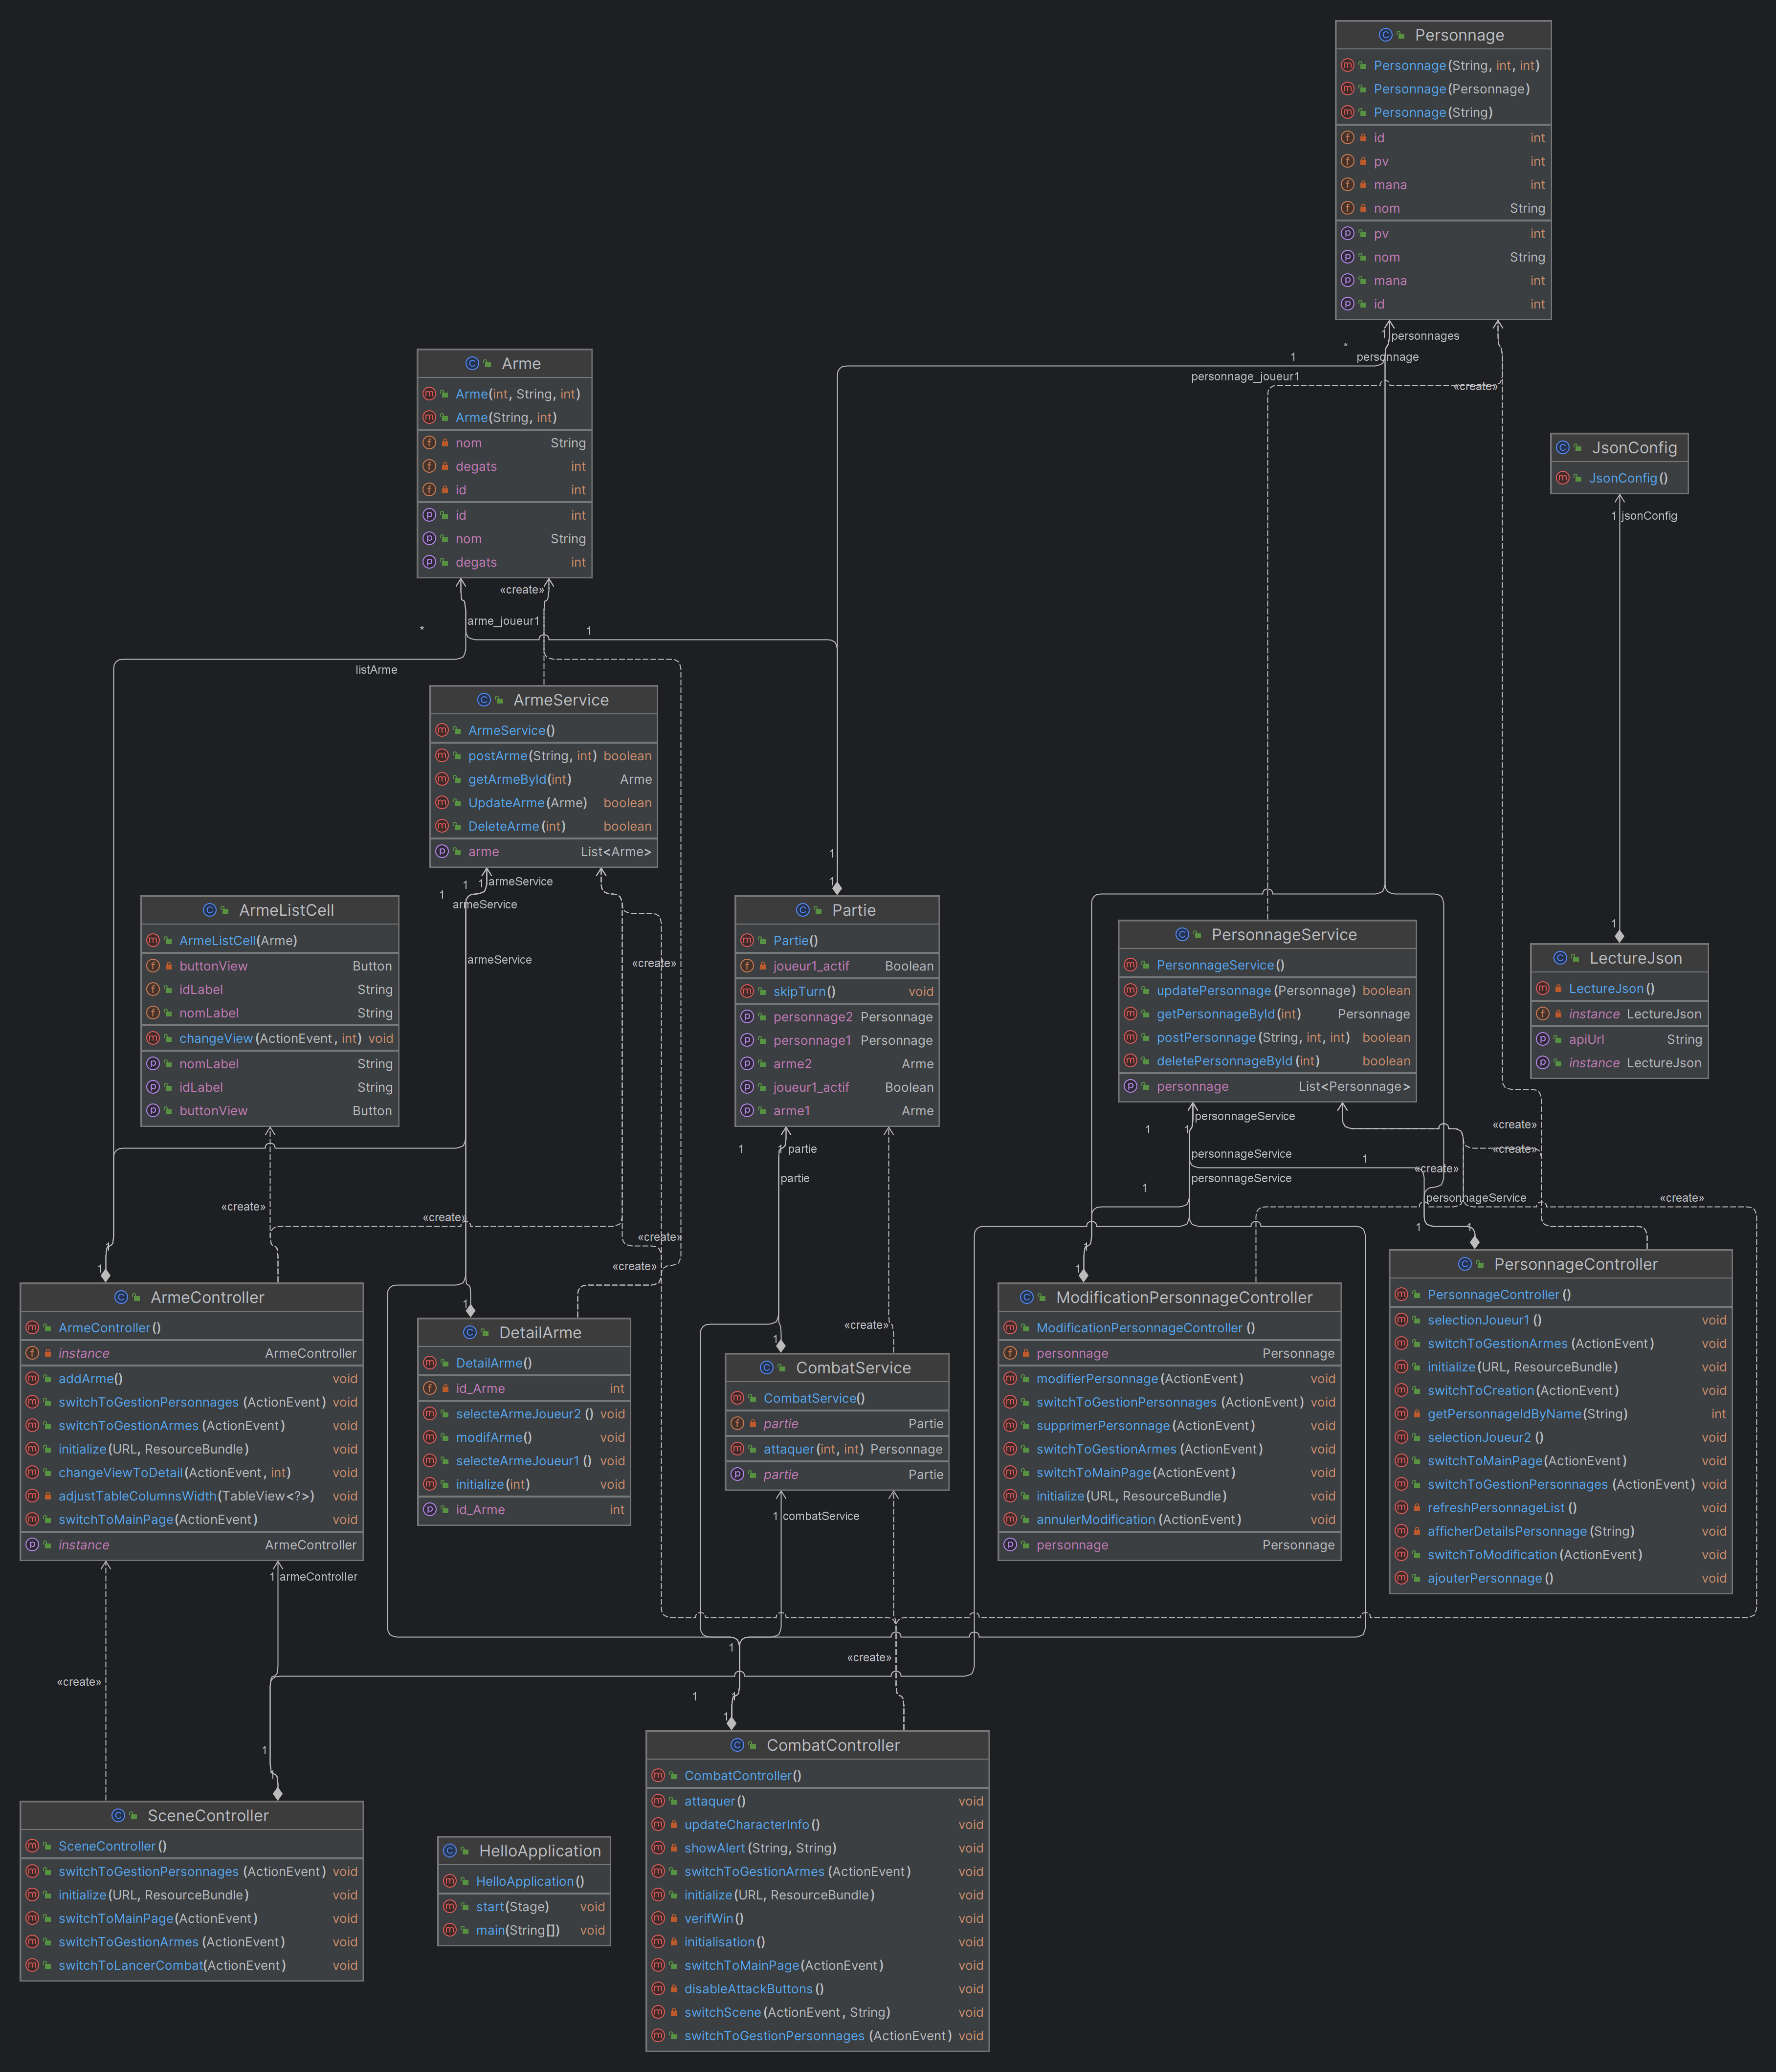 Personnage
Personnage(String, int, int)
Personnage(Personnage)
Personnage(String)
id int
pv int
mana int
nom String
pv int
nom String
mana int
id int
1 personnages
*
personnage
1
personnage_joueur1
«create»
Arme
Arme(int, String, int)
Arme(String, int)
nom String
degats int
id int
id int
nom String
degats int
«create»
arme_joueur1
*
1
listArme
JsonConfig
JsonConfig()
1 jsonConfig
1
ArmeService
ArmeService()
postArme(String, int) boolean
getArmeById(int) Arme
UpdateArme(Arme) boolean
DeleteArme(int) boolean
arme List<Arme>
1 1 1 armeService
armeService
armeService
«create»
1
1
ArmeListCell
ArmeListCell(Arme)
buttonView Button
idLabel String
nomLabel String
changeView(ActionEvent, int) void
nomLabel String
idLabel String
buttonView Button
Partie
Partie()
joueur1_actif Boolean
skipTurn() void
personnage2 Personnage
personnage1 Personnage
arme2 Arme
joueur1_actif Boolean
arme1 Arme
1 1 partie
partie
PersonnageService
PersonnageService()
updatePersonnage(Personnage) boolean
getPersonnageById(int) Personnage
postPersonnage(String, int, int) boolean
deletePersonnageById(int) boolean
personnage List<Personnage>
personnageService
1 1
personnageService
1
personnageService
1
personnageService
«create»
«create»
«create»
«create»
LectureJson
LectureJson()
instance LectureJson
apiUrl String
instance LectureJson
«create»
«create»
«create»
«create»
«create»
1
1
1
1
1
1
1
1 1
ArmeController
ArmeController()
instance ArmeController
addArme() void
switchToGestionPersonnages(ActionEvent) void
switchToGestionArmes(ActionEvent) void
initialize(URL, ResourceBundle) void
changeViewToDetail(ActionEvent, int) void
adjustTableColumnsWidth(TableView<?>) void
switchToMainPage(ActionEvent) void
instance ArmeController
1 armeController
DetailArme
DetailArme()
id_Arme int
selecteArmeJoueur2() void
modifArme() void
selecteArmeJoueur1() void
initialize(int) void
id_Arme int
CombatService
CombatService()
partie Partie
attaquer(int, int) Personnage
partie Partie
1 combatService
ModificationPersonnageController
ModificationPersonnageController()
personnage Personnage
modifierPersonnage(ActionEvent) void
switchToGestionPersonnages(ActionEvent) void
supprimerPersonnage(ActionEvent) void
switchToGestionArmes(ActionEvent) void
switchToMainPage(ActionEvent) void
initialize(URL, ResourceBundle) void
annulerModification(ActionEvent) void
personnage Personnage
PersonnageController
PersonnageController()
selectionJoueur1() void
switchToGestionArmes(ActionEvent) void
initialize(URL, ResourceBundle) void
switchToCreation(ActionEvent) void
getPersonnageIdByName(String) int
selectionJoueur2() void
switchToMainPage(ActionEvent) void
switchToGestionPersonnages(ActionEvent) void
refreshPersonnageList() void
afficherDetailsPersonnage(String) void
switchToModification(ActionEvent) void
ajouterPersonnage() void
«create»
«create»
1
1 1
1
1
1
SceneController
SceneController()
switchToGestionPersonnages(ActionEvent) void
initialize(URL, ResourceBundle) void
switchToMainPage(ActionEvent) void
switchToGestionArmes(ActionEvent) void
switchToLancerCombat(ActionEvent) void
HelloApplication
HelloApplication()
start(Stage) void
main(String[]) void
CombatController
CombatController()
attaquer() void
updateCharacterInfo() void
showAlert(String, String) void
switchToGestionArmes(ActionEvent) void
initialize(URL, ResourceBundle) void
verifWin() void
initialisation() void
switchToMainPage(ActionEvent) void
disableAttackButtons() void
switchScene(ActionEvent, String) void
switchToGestionPersonnages(ActionEvent) void